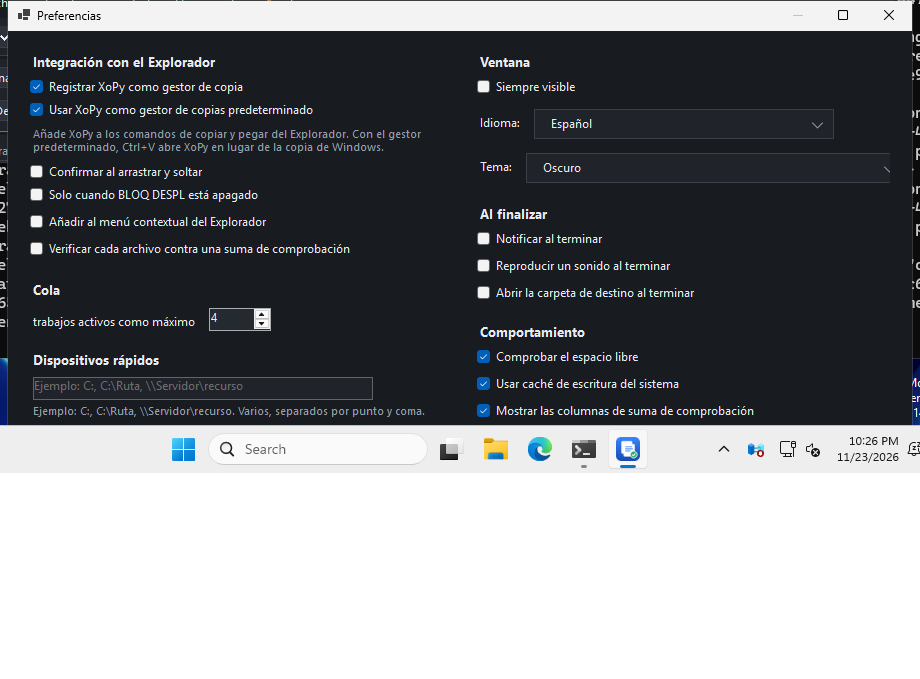 Preferencias
Integración con el Explorador
Registrar XoPy como gestor de copia
Usar XoPy como gestor de copias predeterminado
Añade XoPy a los comandos de copiar y pegar del Explorador. Con el gestor
predeterminado, Ctrl+V abre XoPy en lugar de la copia de Windows.
Confirmar al arrastrar y soltar
Solo cuando BLOQ DESPL está apagado
Añadir al menú contextual del Explorador
Verificar cada archivo contra una suma de comprobación
Cola
trabajos activos como máximo
4
Dispositivos rápidos
Ejemplo: C:, C:\Ruta, \\Servidor\recurso
Ejemplo: C:, C:\Ruta, \\Servidor\recurso. Varios, separados por punto y coma.
Ventana
Siempre visible
Idioma:
Español
Tema:
Oscuro
Al finalizar
Notificar al terminar
Reproducir un sonido al terminar
Abrir la carpeta de destino al terminar
Comportamiento
Comprobar el espacio libre
Usar caché de escritura del sistema
Mostrar las columnas de suma de comprobación
Search
10:26 PM
11/23/2026